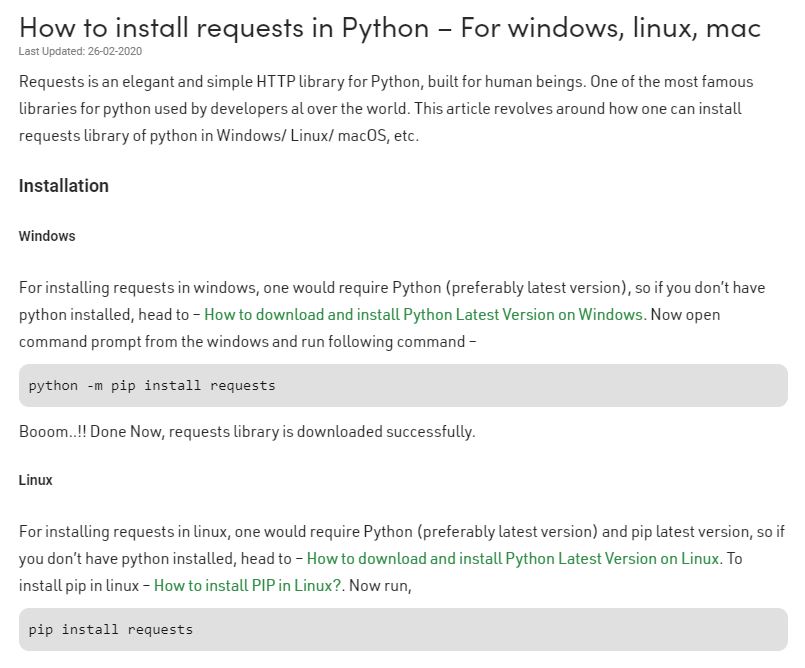 How to install requests in Python – For windows, linux, mac
Last Updated: 26-02-2020
Requests is an elegant and simple HTTP library for Python, built for human beings. One of the most famous
libraries for python used by developers al over the world. This article revolves around how one can install
requests library of python in Windows/ Linux/ macOS, etc.
Installation
Windows
For installing requests in windows, one would require Python (preferably latest version), so if you don’t have
python installed, head to – How to download and install Python Latest Version on Windows. Now open
command prompt from the windows and run following command –
python -m pip install requests
Booom..!! Done Now, requests library is downloaded successfully.
Linux
For installing requests in linux, one would require Python (preferably latest version) and pip latest version, so if
you don’t have python installed, head to – How to download and install Python Latest Version on Linux. To
install pip in linux – How to install PIP in Linux?. Now run,
pip install requests